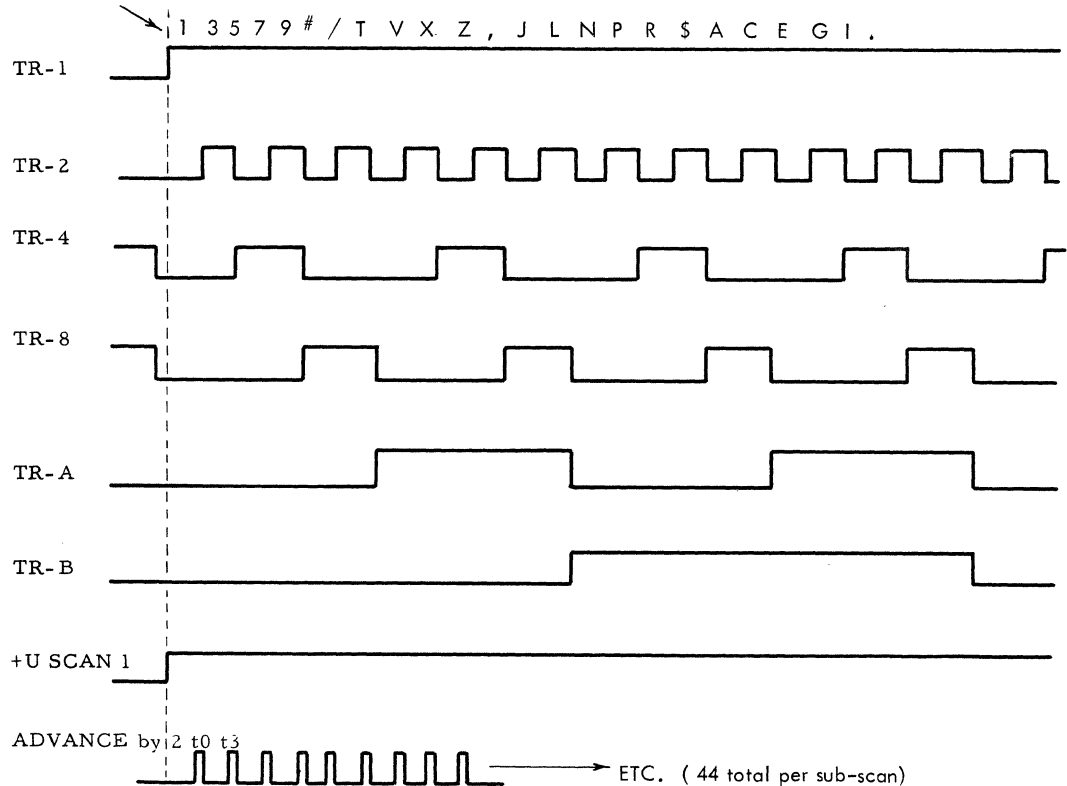 1 3 5 7 9 # / T V X Z , J L N P R $ A C E G I .
TR-1
TR-2
TR-4
TR-8
TR-A
TR-B
+U SCAN 1
ADVANCE by 2 t0 t3
ETC. (44 total per sub-scan)